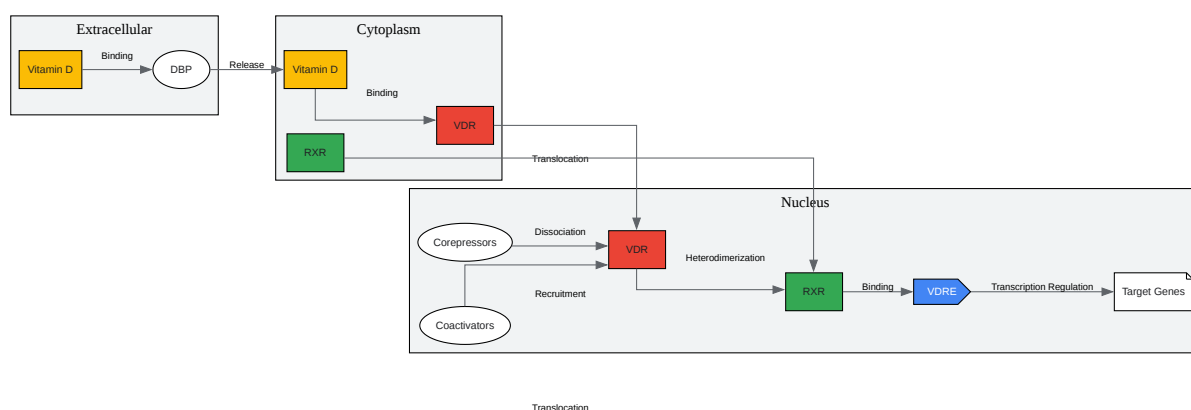 Extracellular
Vitamin D
Binding
DBP
Release
Cytoplasm
Vitamin D
Binding
VDR
RXR
Translocation
Nucleus
Corepressors
Dissociation
VDR
Heterodimerization
Recruitment
Coactivators
RXR
Binding
VDRE
Transcription Regulation
Target Genes
Translocation